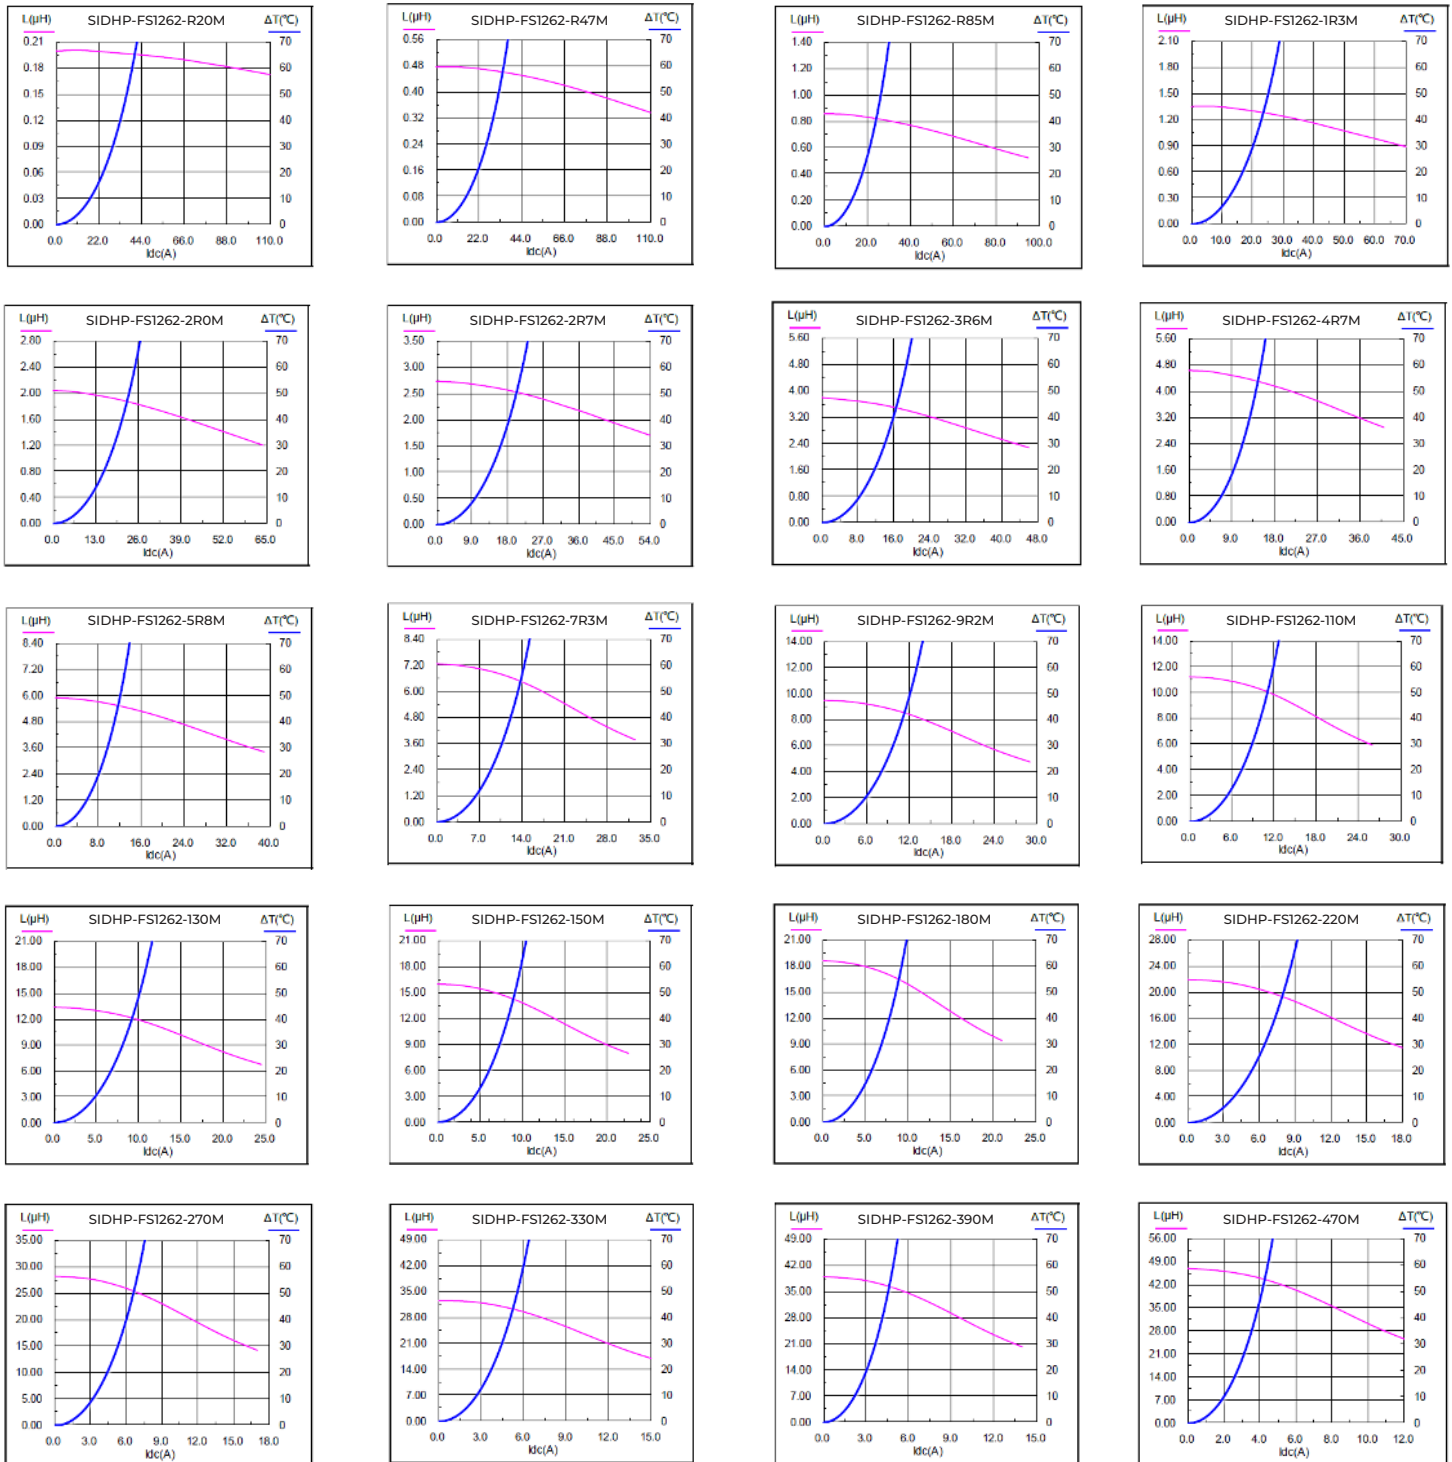 L(μH) SIDHP-FS1262-R20M ΔT(℃)
0.21 70
0.18 60
0.15 50
0.12 40
0.09 30
0.06 20
0.03 10
0.00 0
0.0 22.0 44.0 66.0 88.0 110.0
Idc(A)
L(μH) SIDHP-FS1262-R47M ΔT(℃)
0.56 70
0.48 60
0.40 50
0.32 40
0.24 30
0.16 20
0.08 10
0.00 0
0.0 22.0 44.0 66.0 88.0 110.0
Idc(A)
L(μH) SIDHP-FS1262-R85M ΔT(℃)
1.40 70
1.20 60
1.00 50
0.80 40
0.60 30
0.40 20
0.20 10
0.00 0
0.0 20.0 40.0 60.0 80.0 100.0
Idc(A)
L(μH) SIDHP-FS1262-1R3M ΔT(℃)
2.10 70
1.80 60
1.50 50
1.20 40
0.90 30
0.60 20
0.30 10
0.00 0
0.0 10.0 20.0 30.0 40.0 50.0 60.0 70.0
Idc(A)
L(μH) SIDHP-FS1262-2R0M ΔT(℃)
2.80 70
2.40 60
2.00 50
1.60 40
1.20 30
0.80 20
0.40 10
0.00 0
0.0 13.0 26.0 39.0 52.0 65.0
Idc(A)
L(μH) SIDHP-FS1262-2R7M ΔT(℃)
3.50 70
3.00 60
2.50 50
2.00 40
1.50 30
1.00 20
0.50 10
0.00 0
0.0 9.0 18.0 27.0 36.0 45.0 54.0
Idc(A)
L(μH) SIDHP-FS1262-3R6M ΔT(℃)
5.60 70
4.80 60
4.00 50
3.20 40
2.40 30
1.60 20
0.80 10
0.00 0
0.0 8.0 16.0 24.0 32.0 40.0 48.0
Idc(A)
L(μH) SIDHP-FS1262-4R7M ΔT(℃)
5.60 70
4.80 60
4.00 50
3.20 40
2.40 30
1.60 20
0.80 10
0.00 0
0.0 9.0 18.0 27.0 36.0 45.0
Idc(A)
L(μH) SIDHP-FS1262-5R8M ΔT(℃)
8.40 70
7.20 60
6.00 50
4.80 40
3.60 30
2.40 20
1.20 10
0.00 0
0.0 8.0 16.0 24.0 32.0 40.0
Idc(A)
L(μH) SIDHP-FS1262-7R3M ΔT(℃)
8.40 70
7.20 60
6.00 50
4.80 40
3.60 30
2.40 20
1.20 10
0.00 0
0.0 7.0 14.0 21.0 28.0 35.0
Idc(A)
L(μH) SIDHP-FS1262-9R2M ΔT(℃)
14.00 70
12.00 60
10.00 50
8.00 40
6.00 30
4.00 20
2.00 10
0.00 0
0.0 6.0 12.0 18.0 24.0 30.0
Idc(A)
L(μH) SIDHP-FS1262-110M ΔT(℃)
14.00 70
12.00 60
10.00 50
8.00 40
6.00 30
4.00 20
2.00 10
0.00 0
0.0 6.0 12.0 18.0 24.0 30.0
Idc(A)
L(μH) SIDHP-FS1262-130M ΔT(℃)
21.00 70
18.00 60
15.00 50
12.00 40
9.00 30
6.00 20
3.00 10
0.00 0
0.0 5.0 10.0 15.0 20.0 25.0
Idc(A)
L(μH) SIDHP-FS1262-150M ΔT(℃)
21.00 70
18.00 60
15.00 50
12.00 40
9.00 30
6.00 20
3.00 10
0.00 0
0.0 5.0 10.0 15.0 20.0 25.0
Idc(A)
L(μH) SIDHP-FS1262-180M ΔT(℃)
21.00 70
18.00 60
15.00 50
12.00 40
9.00 30
6.00 20
3.00 10
0.00 0
0.0 5.0 10.0 15.0 20.0 25.0
Idc(A)
L(μH) SIDHP-FS1262-220M ΔT(℃)
28.00 70
24.00 60
20.00 50
16.00 40
12.00 30
8.00 20
4.00 10
0.00 0
0.0 3.0 6.0 9.0 12.0 15.0 18.0
Idc(A)
L(μH) SIDHP-FS1262-270M ΔT(℃)
35.00 70
30.00 60
25.00 50
20.00 40
15.00 30
10.00 20
5.00 10
0.00 0
0.0 3.0 6.0 9.0 12.0 15.0 18.0
Idc(A)
L(μH) SIDHP-FS1262-330M ΔT(℃)
49.00 70
42.00 60
35.00 50
28.00 40
21.00 30
14.00 20
7.00 10
0.00 0
0.0 3.0 6.0 9.0 12.0 15.0
Idc(A)
L(μH) SIDHP-FS1262-390M ΔT(℃)
49.00 70
42.00 60
35.00 50
28.00 40
21.00 30
14.00 20
7.00 10
0.00 0
0.0 3.0 6.0 9.0 12.0 15.0
Idc(A)
L(μH) SIDHP-FS1262-470M ΔT(℃)
56.00 70
49.00 60
42.00 50
35.00 40
28.00 30
21.00 20
14.00 10
7.00 0
0.00
0.0 2.0 4.0 6.0 8.0 10.0 12.0
Idc(A)